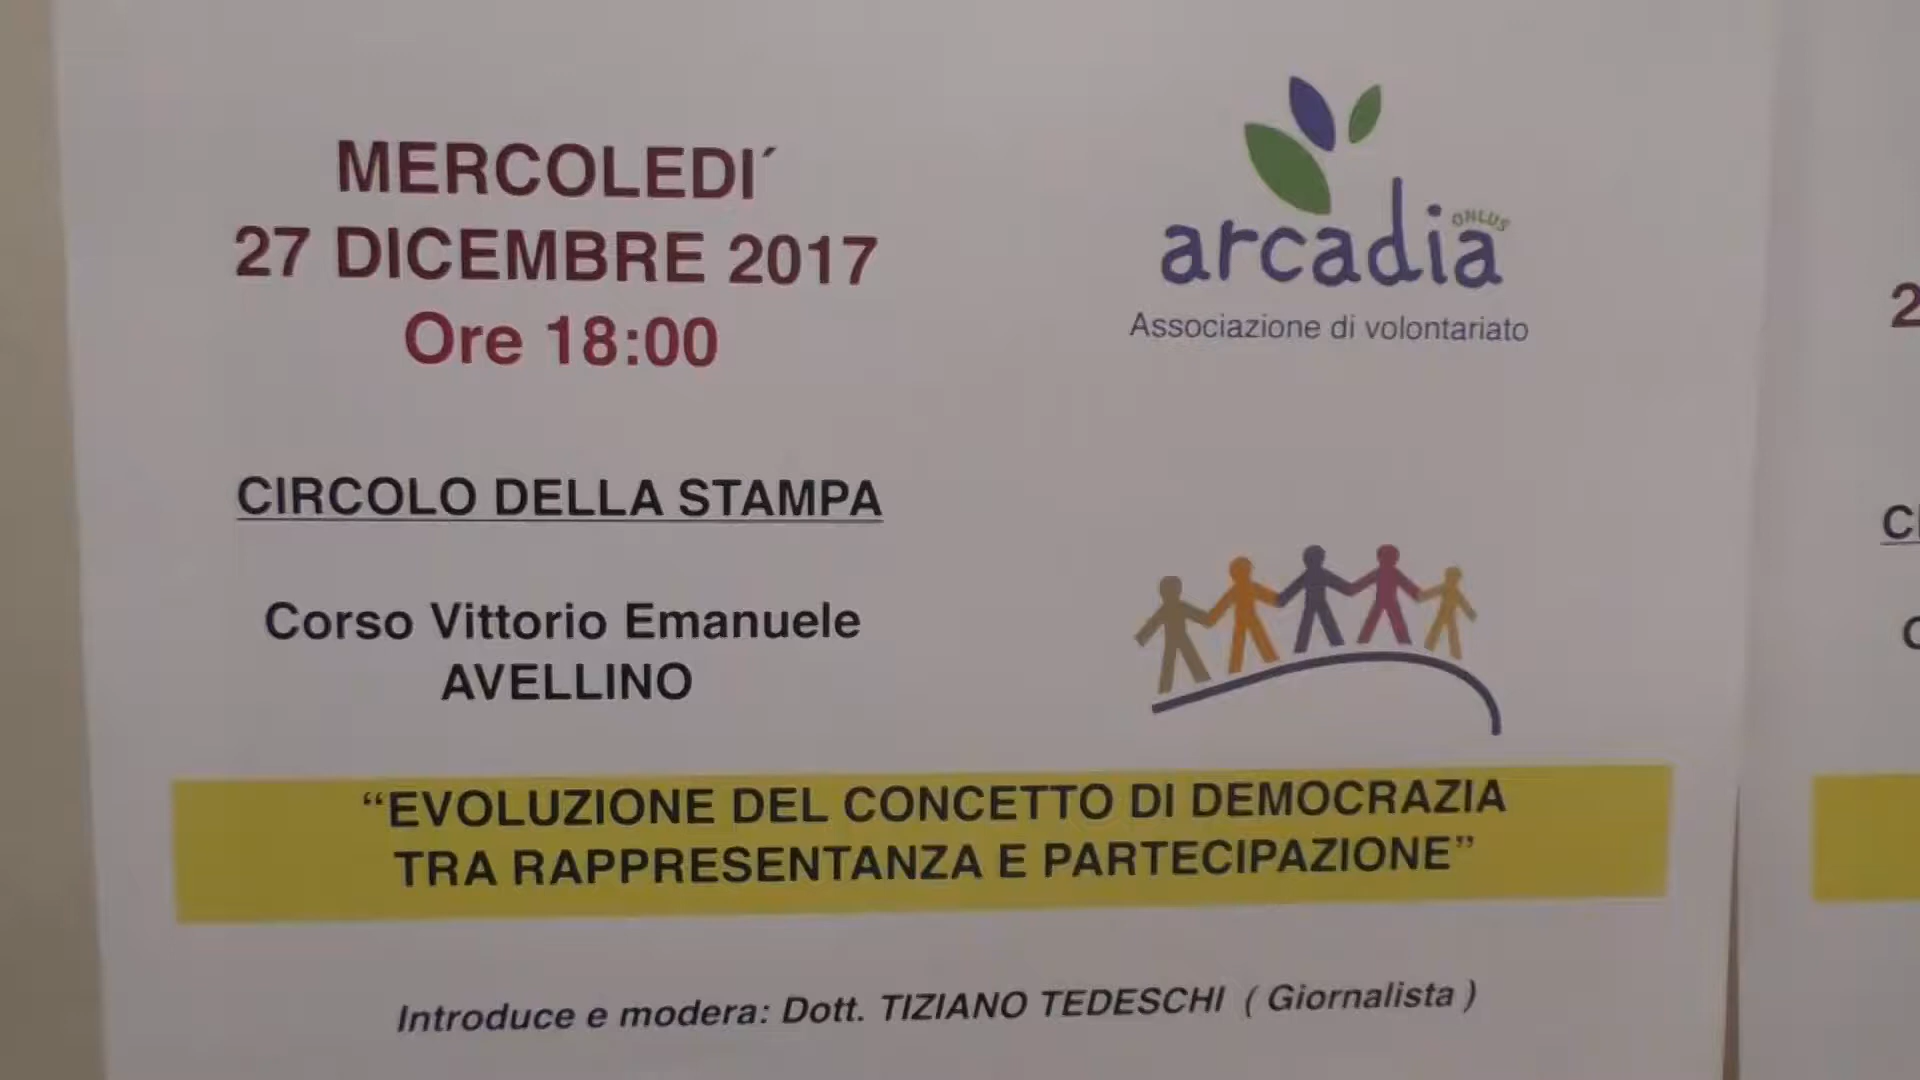 MERCOLEDI´
27 DICEMBRE 2017
Ore 18:00
arcadia ONLUS
Associazione di volontariato
CIRCOLO DELLA STAMPA
Corso Vittorio Emanuele
AVELLINO
“EVOLUZIONE DEL CONCETTO DI DEMOCRAZIA
TRA RAPPRESENTANZA E PARTECIPAZIONE”
Introduce e modera: Dott. TIZIANO TEDESCHI ( Giornalista )